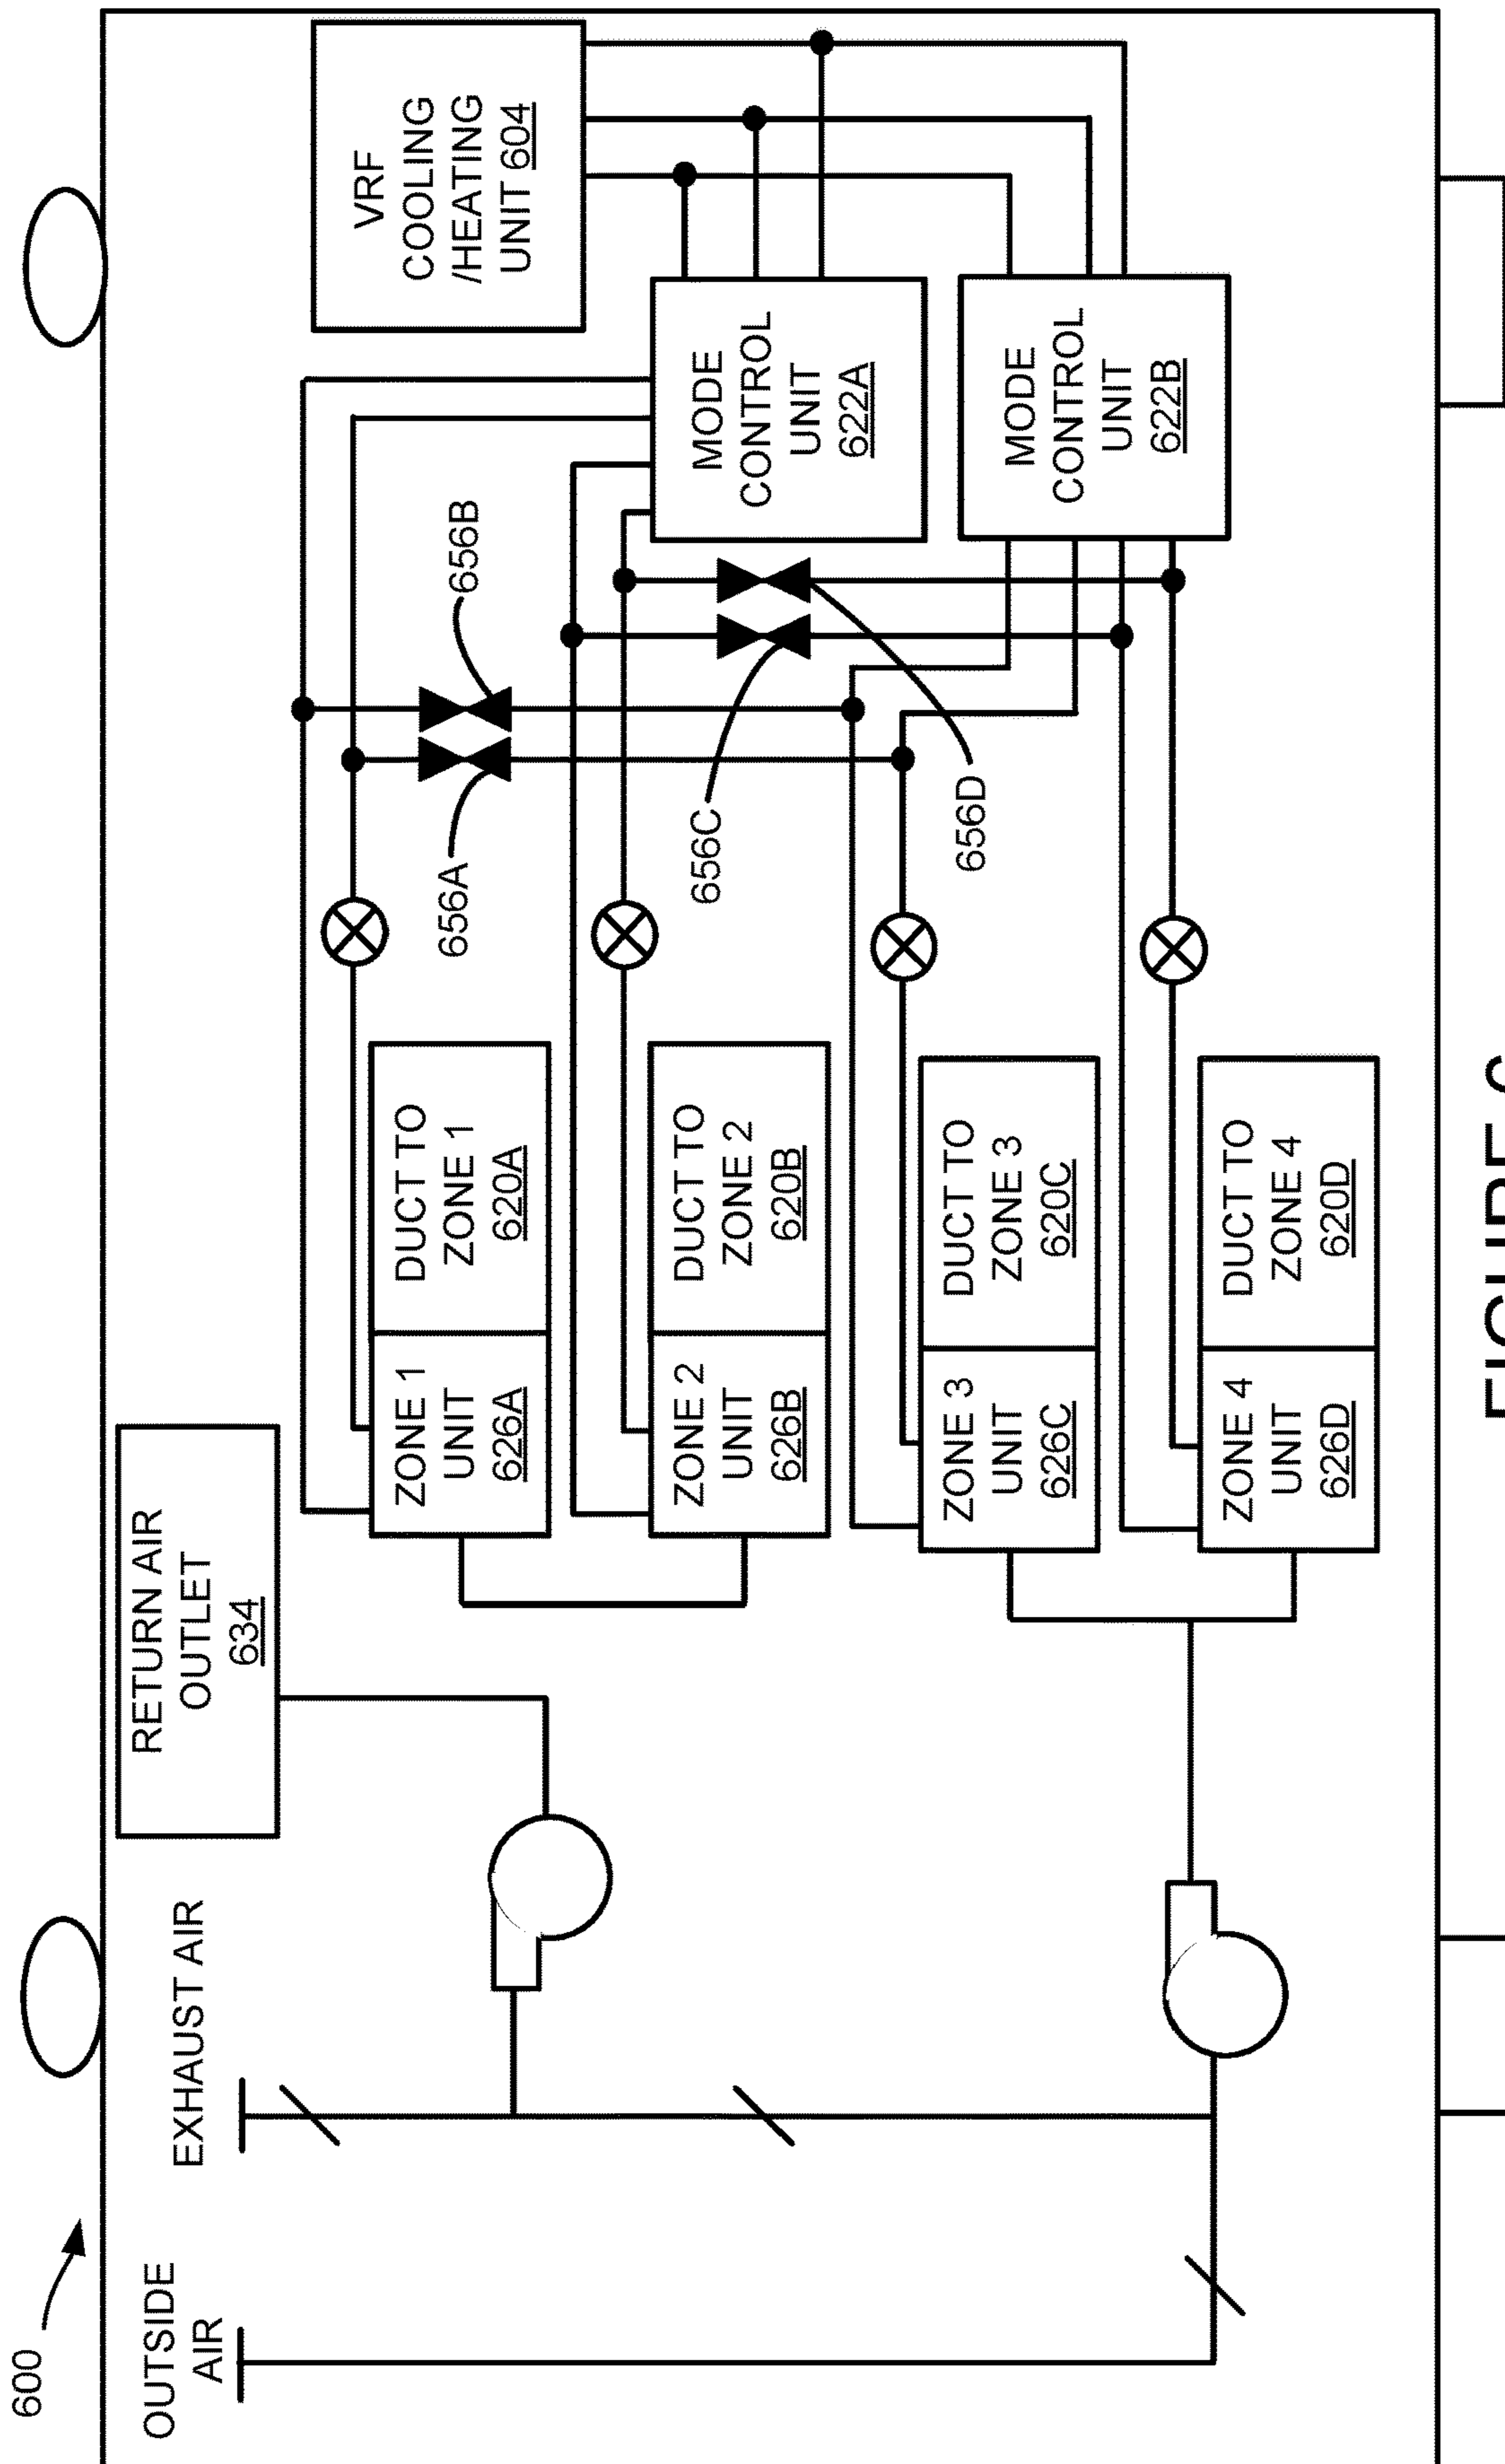 600
OUTSIDE
AIR
EXHAUST AIR
RETURN AIR
OUTLET
634
VRF
COOLING
/HEATING
UNIT 604
656B
656A
656C
656D
MODE
CONTROL
UNIT
622A
MODE
CONTROL
UNIT
622B
ZONE 1
UNIT
626A
DUCT TO
ZONE 1
620A
ZONE 2
UNIT
626B
DUCT TO
ZONE 2
620B
ZONE 3
UNIT
626C
DUCT TO
ZONE 3
620C
ZONE 4
UNIT
626D
DUCT TO
ZONE 4
620D